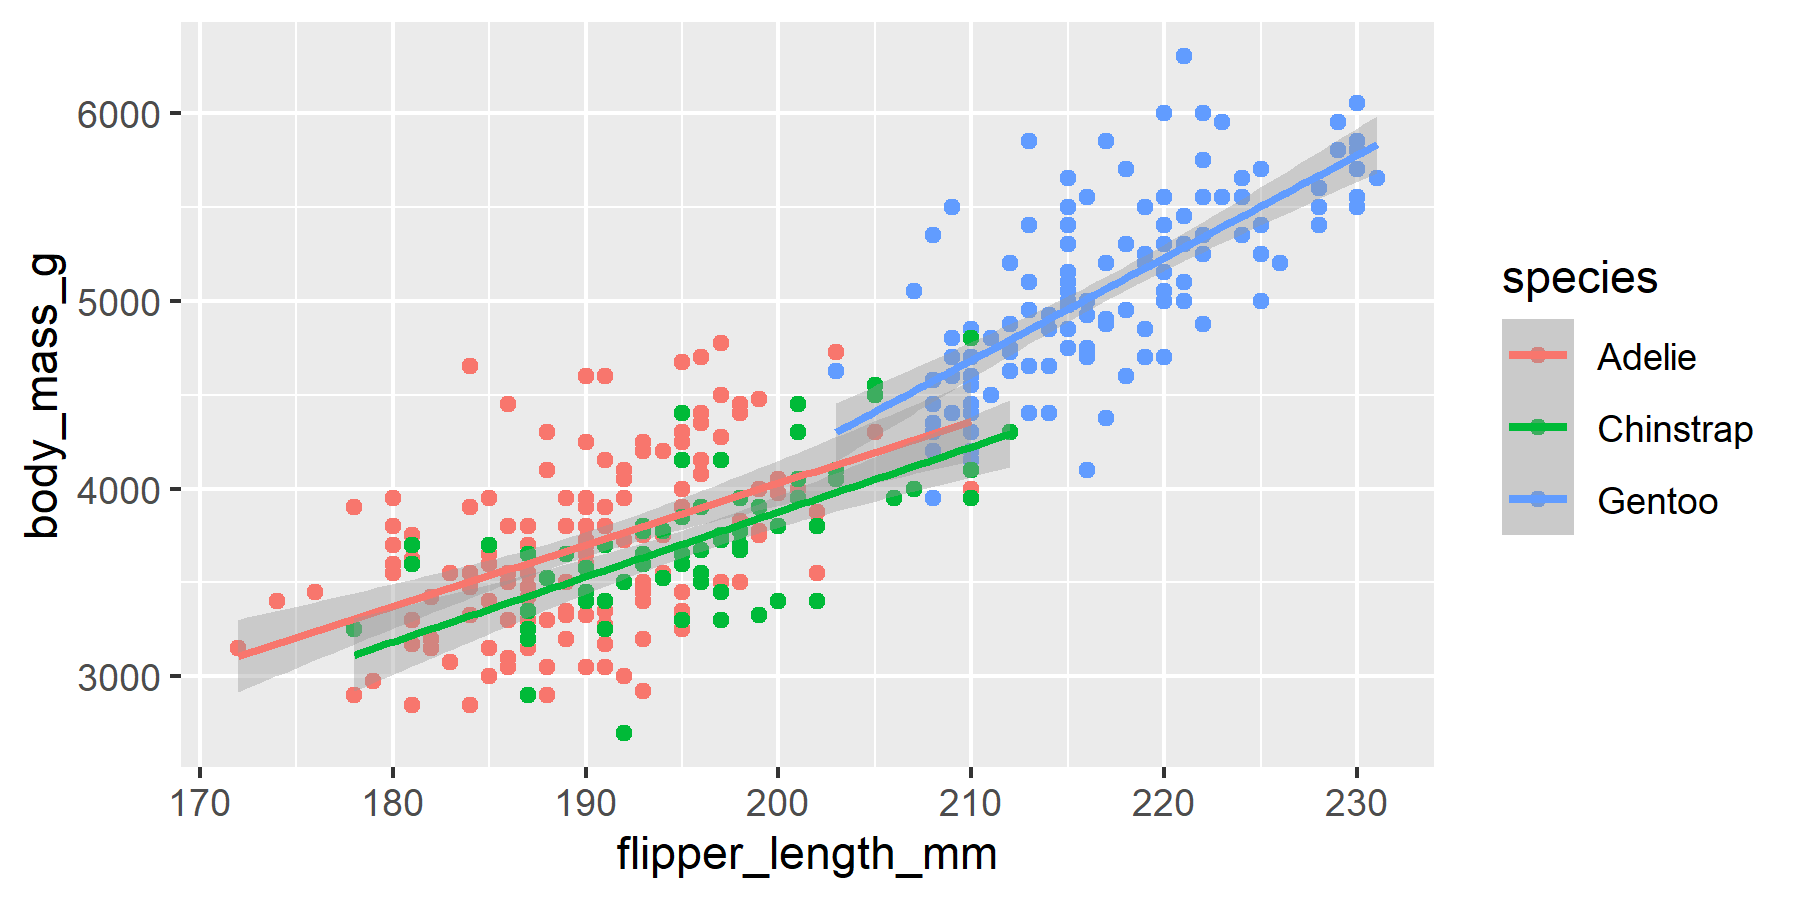 body_mass_g
6000
5000
4000
3000
170 180 190 200 210 220 230
flipper_length_mm
species
Adelie
Chinstrap
Gentoo